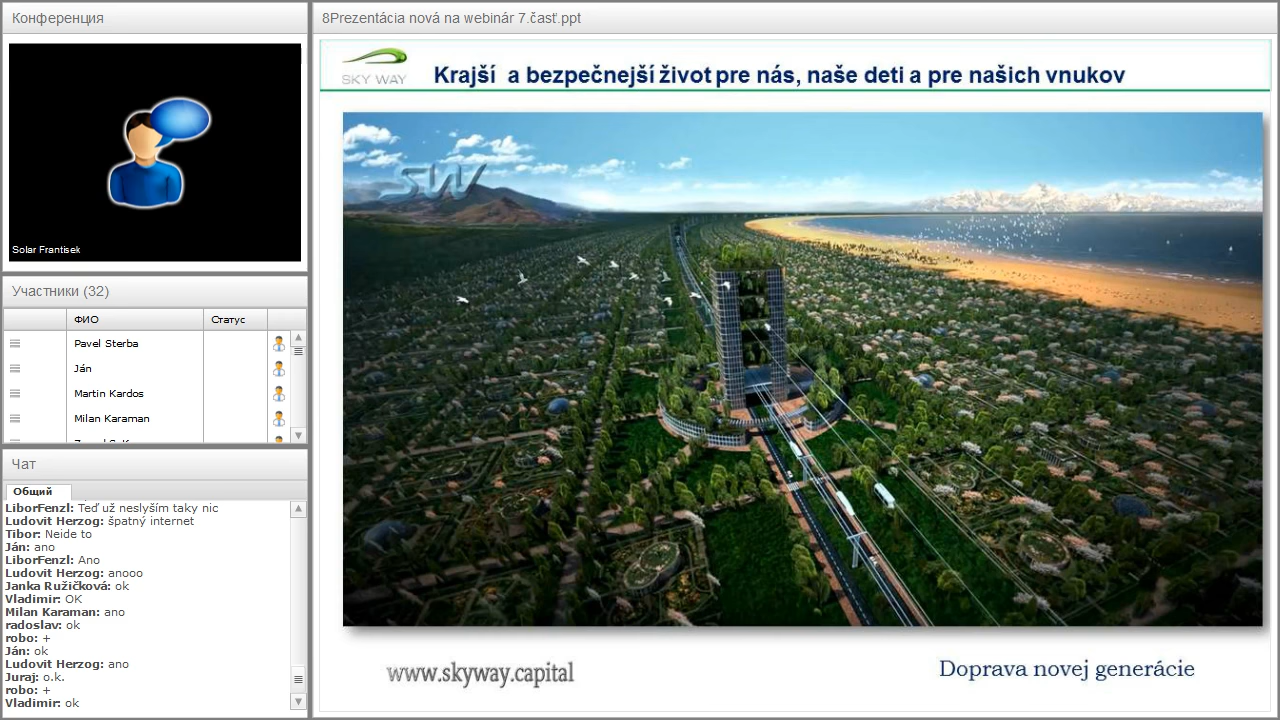 Конференция
Solar Frantisek
Участники (32)
ФИО Статус
Pavel Sterba
Ján
Martin Kardos
Milan Karaman
Чат
Общий
LiborFenzl: Teď už neslyším taky nic
Ludovit Herzog: špatný internet
Tibor: Neide to
Ján: ano
LiborFenzl: Ano
Ludovit Herzog: anooo
Janka Ružičková: ok
Vladimir: OK
Milan Karaman: ano
radoslav: ok
robo: +
Ján: ok
Ludovit Herzog: ano
Juraj: o.k.
robo: +
Vladimir: ok
8Prezentácia nová na webinár 7.časť.ppt
SKY WAY
Krajší a bezpečnejší život pre nás, naše deti a pre našich vnukov
SW
www.skyway.capital
Doprava novej generácie